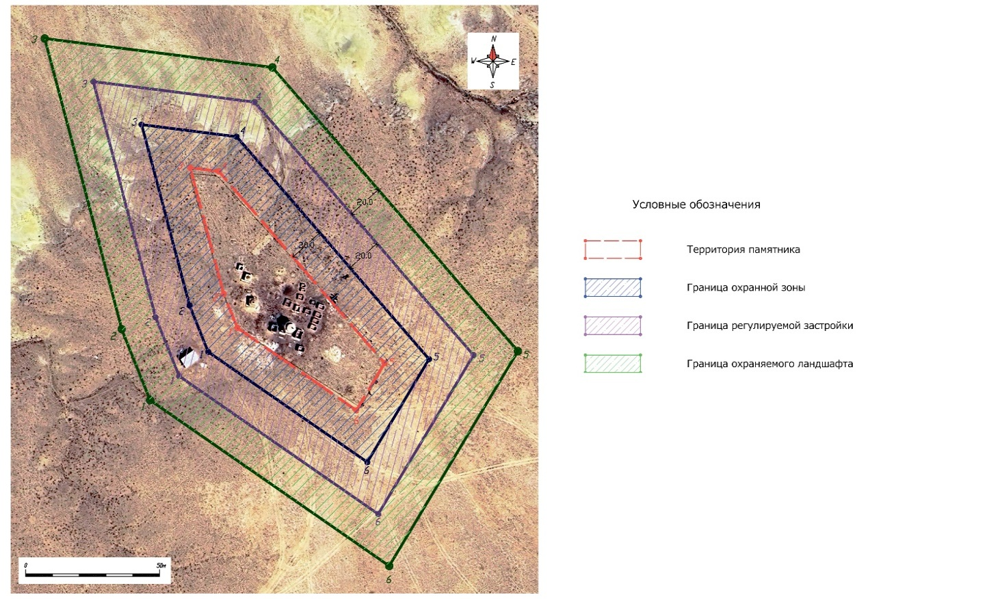 3
4
N
W E
S
3
4
3
4
20.0
20.0
20.0
2
2
2
1
5
5
5
1
1
6
6
6
0 50м
Условные обозначения
Территория памятника
Граница охранной зоны
Граница регулируемой застройки
Граница охраняемого ландшафта